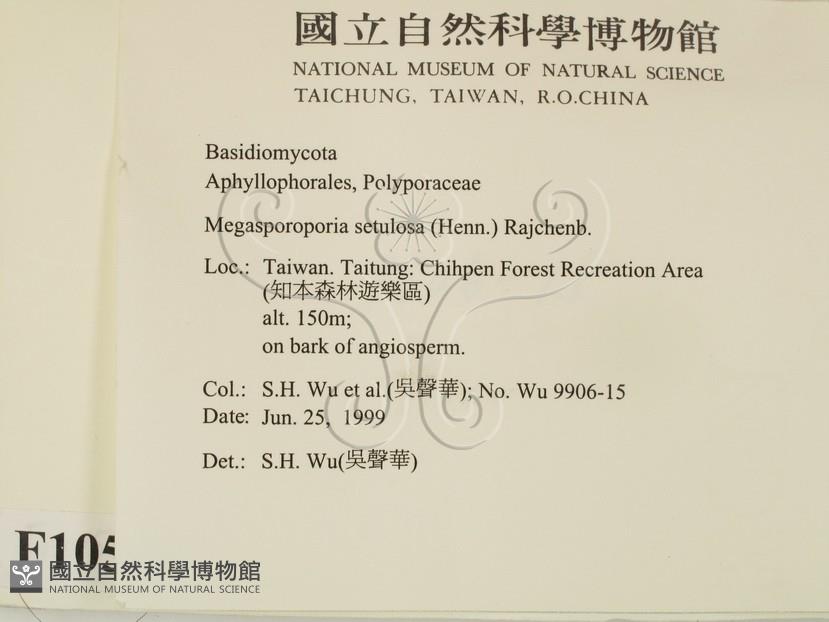 國立自然科學博物館
NATIONAL MUSEUM OF NATURAL SCIENCE
TAICHUNG, TAIWAN, R.O.CHINA
Basidiomycota
Aphyllophorales, Polyporaceae
Megasporoporia setulosa (Henn.) Rajchenb.
Loc.: Taiwan. Taitung: Chihpen Forest Recreation Area
(知本森林遊樂區)
alt. 150m;
on bark of angiosperm.
Col.: S.H. Wu et al.(吳聲華); No. Wu 9906-15
Date: Jun. 25, 1999
Det.: S.H. Wu(吳聲華)
F105
國立自然科學博物館
NATIONAL MUSEUM OF NATURAL SCIENCE